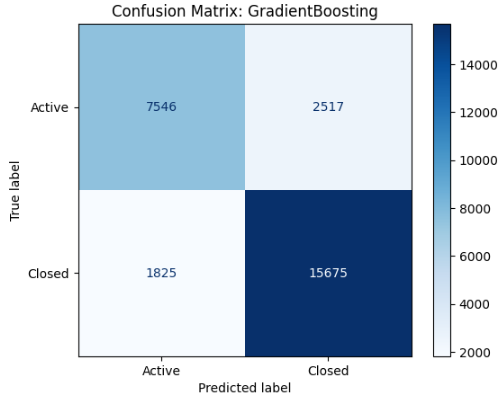 Confusion Matrix: GradientBoosting
True label
Active
7546
2517
Closed
1825
15675
Active
Closed
Predicted label
14000
12000
10000
8000
6000
4000
2000